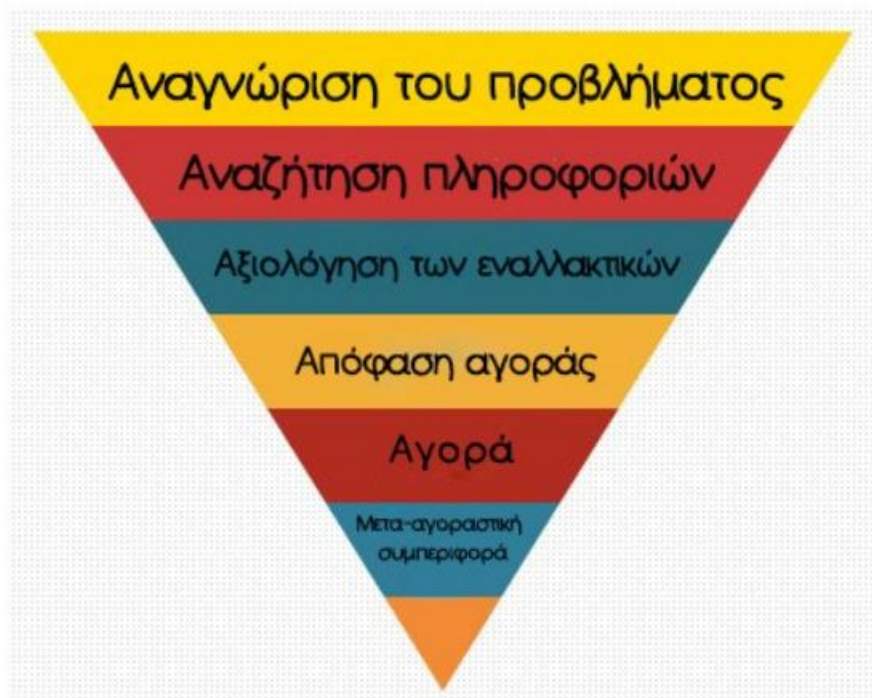 Αναγνώριση του προβλήματος
Αναζήτηση πληροφοριών
Αξιολόγηση των εναλλακτικών
Απόφαση αγοράς
Αγορά
Μετα-αγοραστική
συμπεριφορά